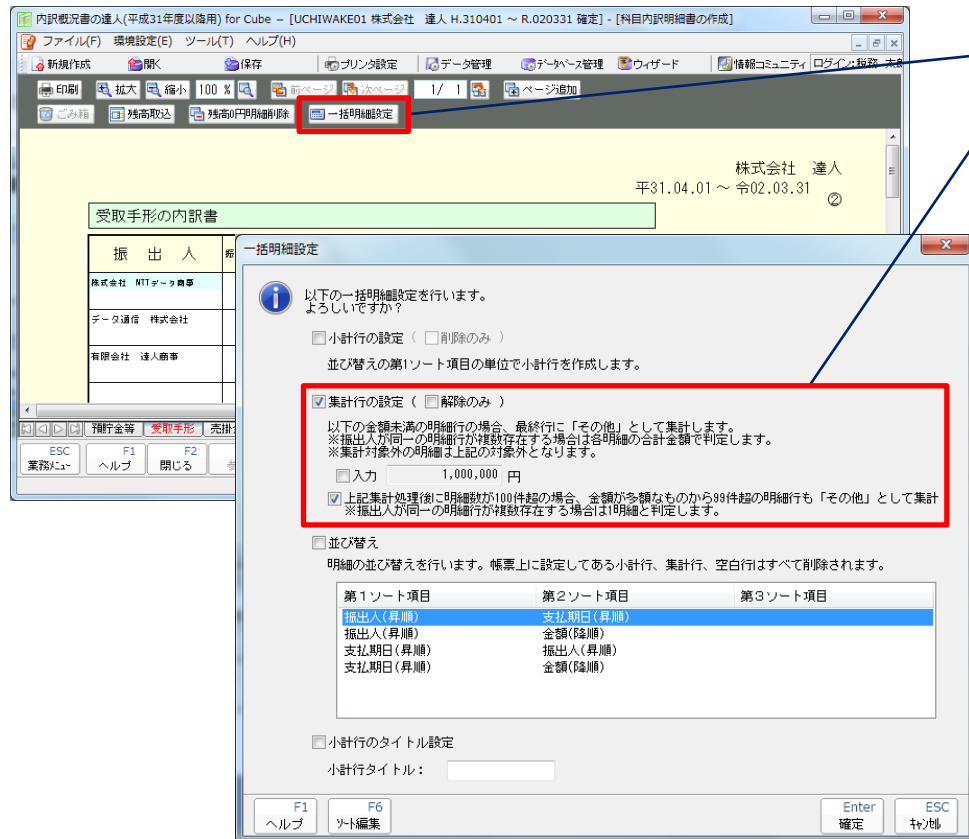 内訳概況書の達人(平成31年度以降用) for Cube – [UCHIWAKE01 株式会社 達人 H.310401 ～ R.020331 確定] - [科目内訳明細書の作成]
ファイル(F) 環境設定(E) ツール(T) ヘルプ(H)
新規作成 開く 保存 プリンタ設定 データ管理 データベース管理 ウィザード 情報コミュニティ ログイン:税務 太郎
印刷 拡大 縮小 100 % 前ページ 次ページ 1/ 1 ページ追加
ごみ箱 残高取込 残高0円明細削除 一括明細設定
株式会社 達人
平31.04.01 ～ 令02.03.31
②
受取手形の内訳書
振 出 人 振
株式会社 NTTデータ商事
データ通信 株式会社
有限会社 達人商事
預貯金等 受取手形 売掛
ESC F1 F2
業務ﾒﾆｭｰ ヘルプ 閉じる 参
一括明細設定
以下の一括明細設定を行います。
よろしいですか？
小計行の設定 ( 削除のみ )
並び替えの第1ソート項目の単位で小計行を作成します。
集計行の設定 ( 解除のみ )
以下の金額未満の明細行の場合、最終行に「その他」として集計します。
※振出人が同一の明細行が複数存在する場合は各明細の合計金額で判定します。
※集計対象外の明細は上記の対象外となります。
入力 1,000,000 円
上記集計処理後に明細数が100件超の場合、金額が多額なものから99件超の明細行も「その他」として集計
※振出人が同一の明細行が複数存在する場合は1明細と判定します。
並び替え
明細の並び替えを行います。帳票上に設定してある小計行、集計行、空白行はすべて削除されます。
第１ソート項目 第２ソート項目 第３ソート項目
振出人(昇順) 支払期日(昇順)
振出人(昇順) 金額(降順)
支払期日(昇順) 振出人(昇順)
支払期日(昇順) 金額(降順)
小計行のタイトル設定
小計行タイトル：
F1 F6 Enter ESC
ヘルプ ｿｰﾄ編集 確定 ｷｬﾝｾﾙ